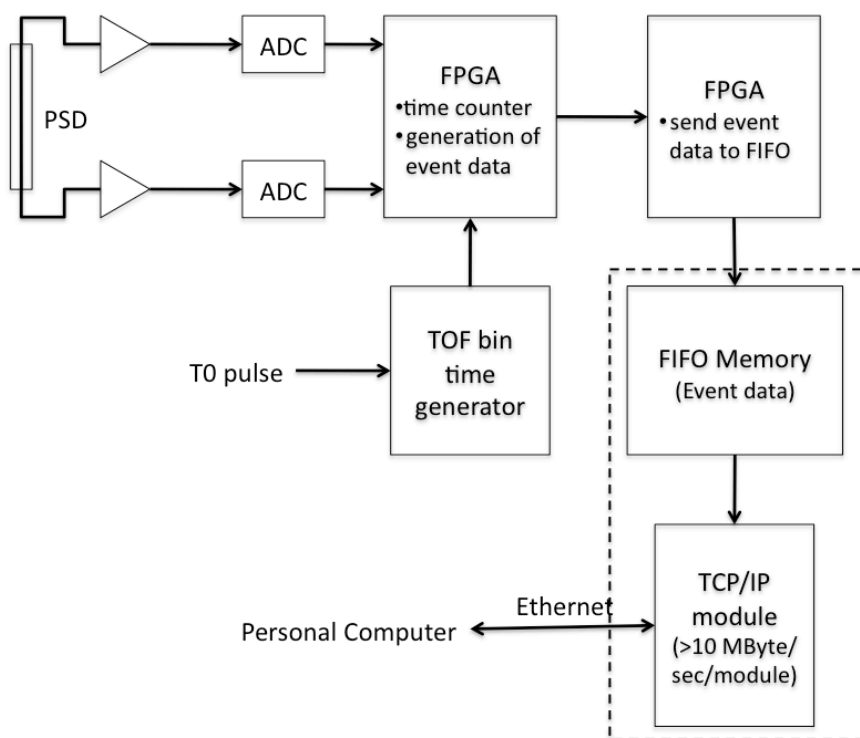 PSD
ADC
ADC
FPGA
•time counter
•generation of
event data
FPGA
•send event
data to FIFO
T0 pulse
TOF bin
time
generator
FIFO Memory
(Event data)
Personal Computer
Ethernet
TCP/IP
module
(>10 MByte/
sec/module)